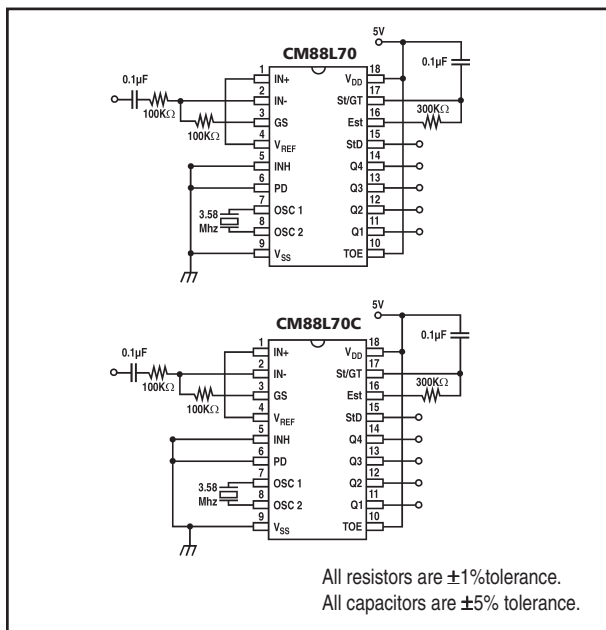 5V
CM88L70
0.1µF
100KΩ
100KΩ
1 IN+
2 IN-
3 GS
4 VREF
5 INH
6 PD
7 OSC 1
8 OSC 2
9 VSS
3.58
Mhz
VDD 18
St/GT 17
Est 16
StD 15
Q4 14
Q3 13
Q2 12
Q1 11
TOE 10
0.1µF
300KΩ
5V
CM88L70C
0.1µF
100KΩ
100KΩ
1 IN+
2 IN-
3 GS
4 VREF
5 INH
6 PD
7 OSC 1
8 OSC 2
9 VSS
3.58
Mhz
VDD 18
St/GT 17
Est 16
StD 15
Q4 14
Q3 13
Q2 12
Q1 11
TOE 10
0.1µF
300KΩ
All resistors are ±1%tolerance.
All capacitors are ±5% tolerance.